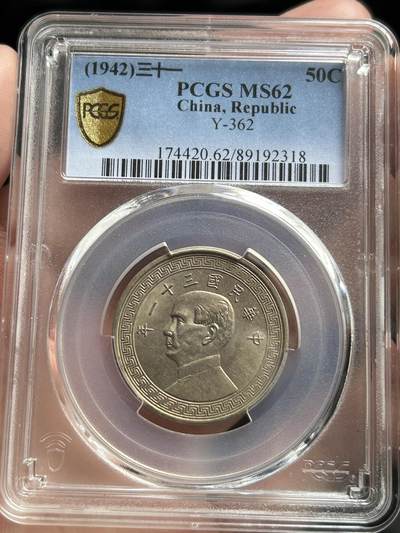 (1942)三十一 50C
PCGS MS62
China, Republic
Y-362
174420.62/89192318
PCGS
年一十三國民華中